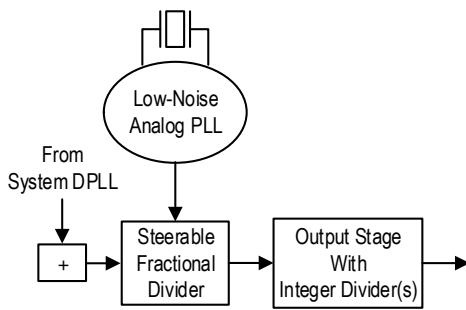 Low-Noise
Analog PLL
From
System DPLL
+
Steerable
Fractional
Divider
Output Stage
With
Integer Divider(s)